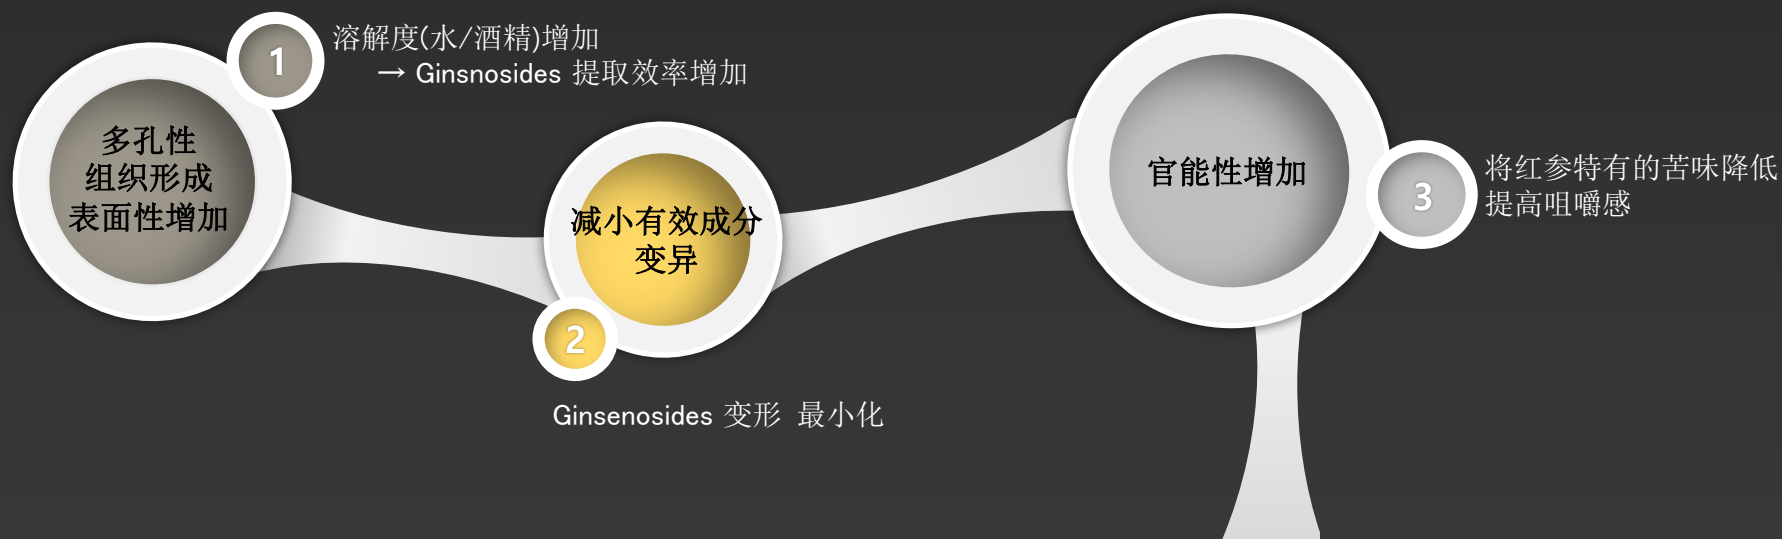 1
溶解度(水/酒精)增加
→ Ginsnosides 提取效率增加
多孔性
组织形成
表面性增加
减小有效成分
变异
2
Ginsenosides 变形 最小化
官能性增加
3
将红参特有的苦味降低
提高咀嚼感